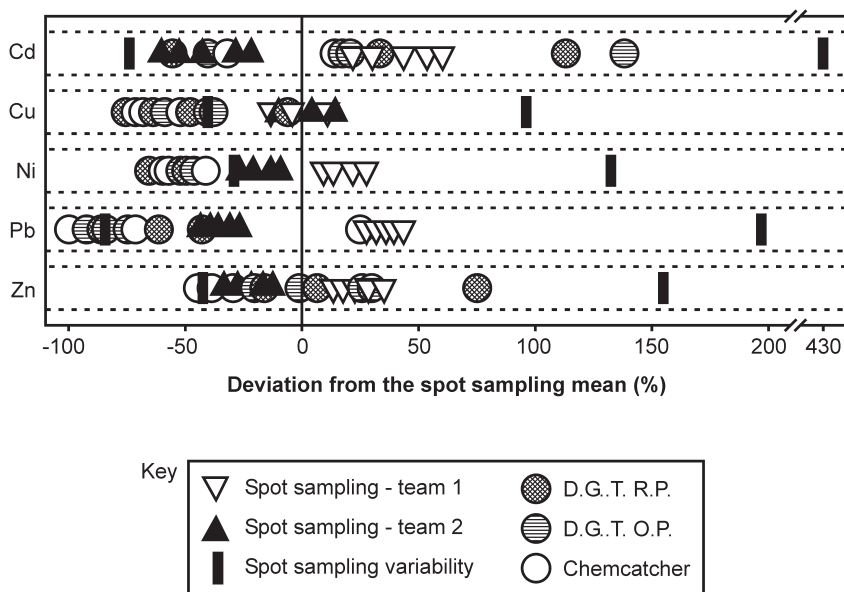 Cd
Cu
Ni
Pb
Zn
-100 -50 0 50 100 150 200 430
Deviation from the spot sampling mean (%)
Key
Spot sampling - team 1
Spot sampling - team 2
Spot sampling variability
D.G..T. R.P.
D.G..T. O.P.
Chemcatcher